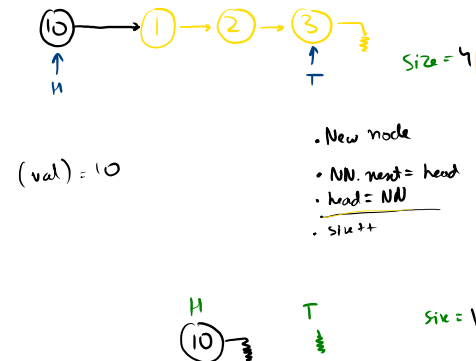 10 1 2 3
H T
Size = 4
. New node
(val) = 10
. NN. next = head
. head = NN
. size++
H T
10
Size = 1